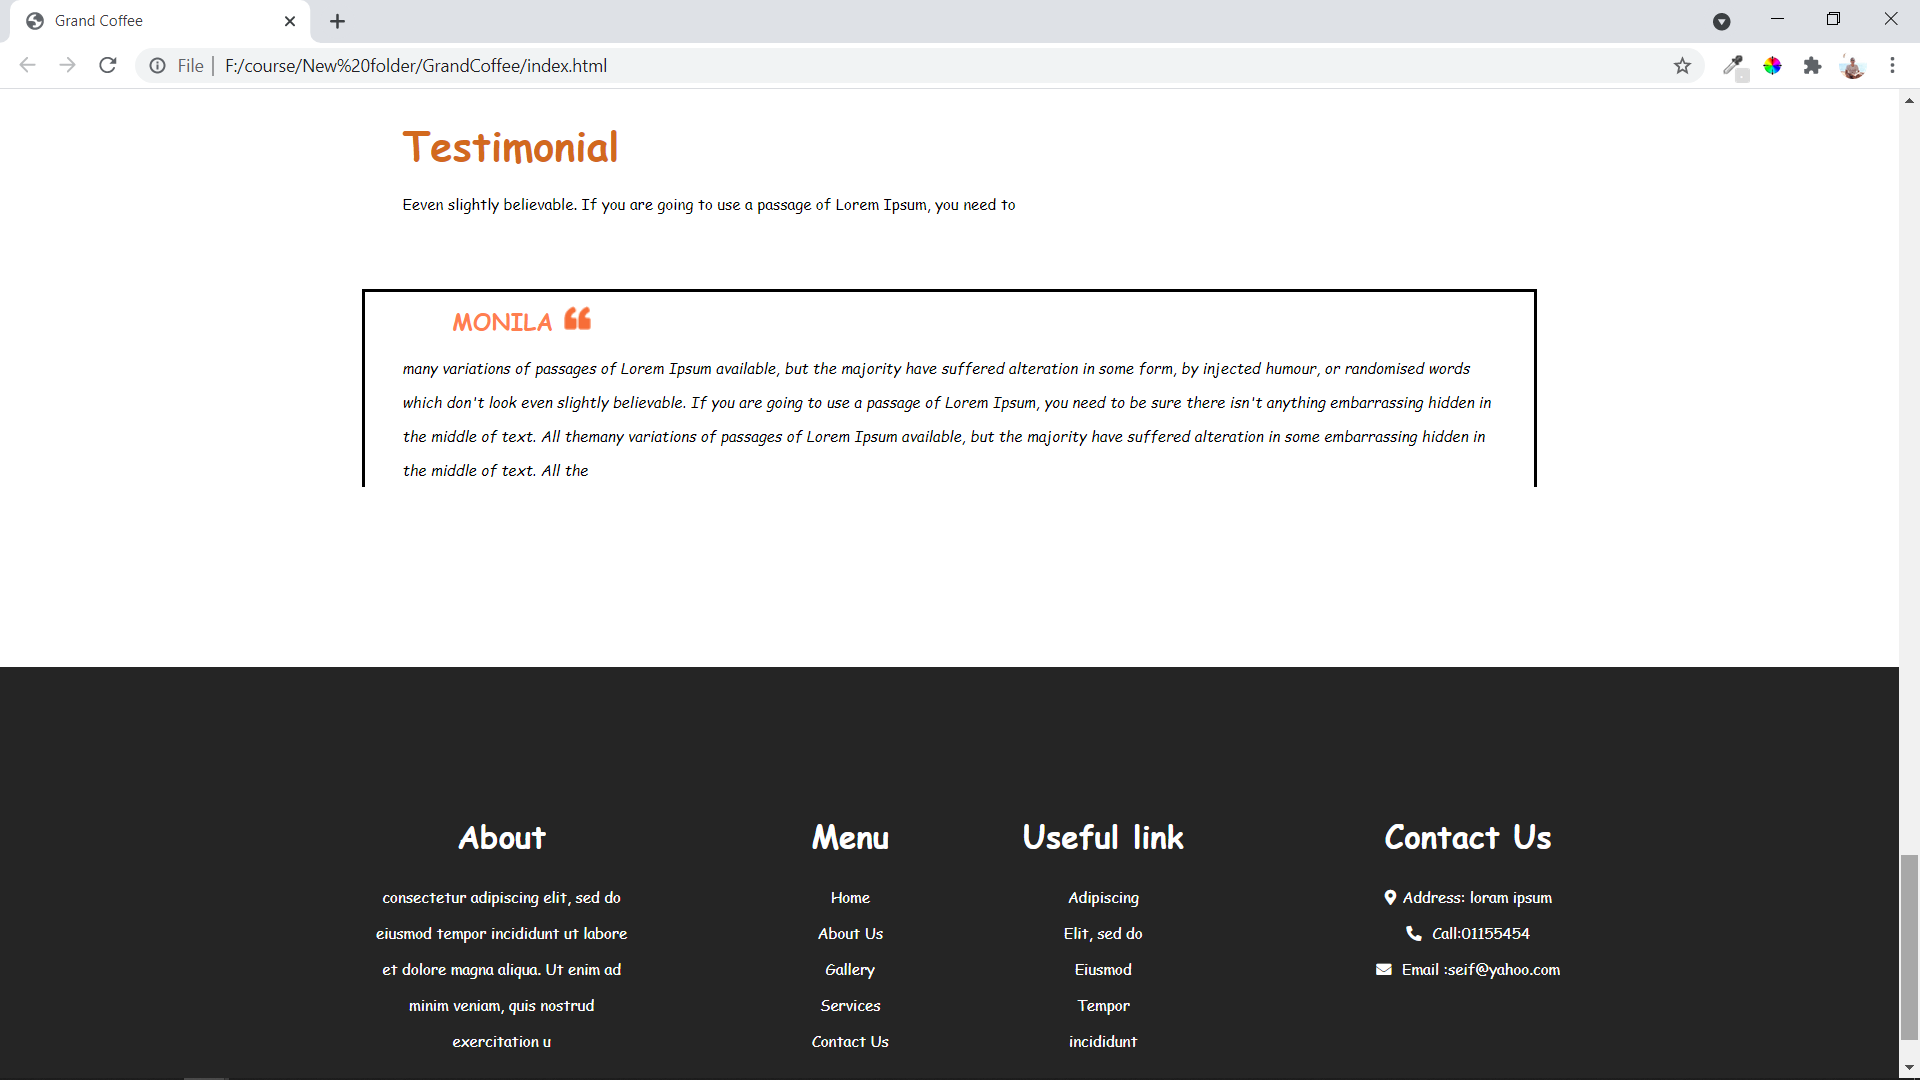 Grand Coffee
File | F:/course/New%20folder/GrandCoffee/index.html
Testimonial
Eeven slightly believable. If you are going to use a passage of Lorem Ipsum, you need to
MONILA ❝
many variations of passages of Lorem Ipsum available, but the majority have suffered alteration in some form, by injected humour, or randomised words
which don't look even slightly believable. If you are going to use a passage of Lorem Ipsum, you need to be sure there isn't anything embarrassing hidden in
the middle of text. All themany variations of passages of Lorem Ipsum available, but the majority have suffered alteration in some embarrassing hidden in
the middle of text. All the
About
consectetur adipiscing elit, sed do
eiusmod tempor incididunt ut labore
et dolore magna aliqua. Ut enim ad
minim veniam, quis nostrud
exercitation u
Menu
Home
About Us
Gallery
Services
Contact Us
Useful link
Adipiscing
Elit, sed do
Eiusmod
Tempor
incididunt
Contact Us
Address: loram ipsum
Call:01155454
Email :seif@yahoo.com